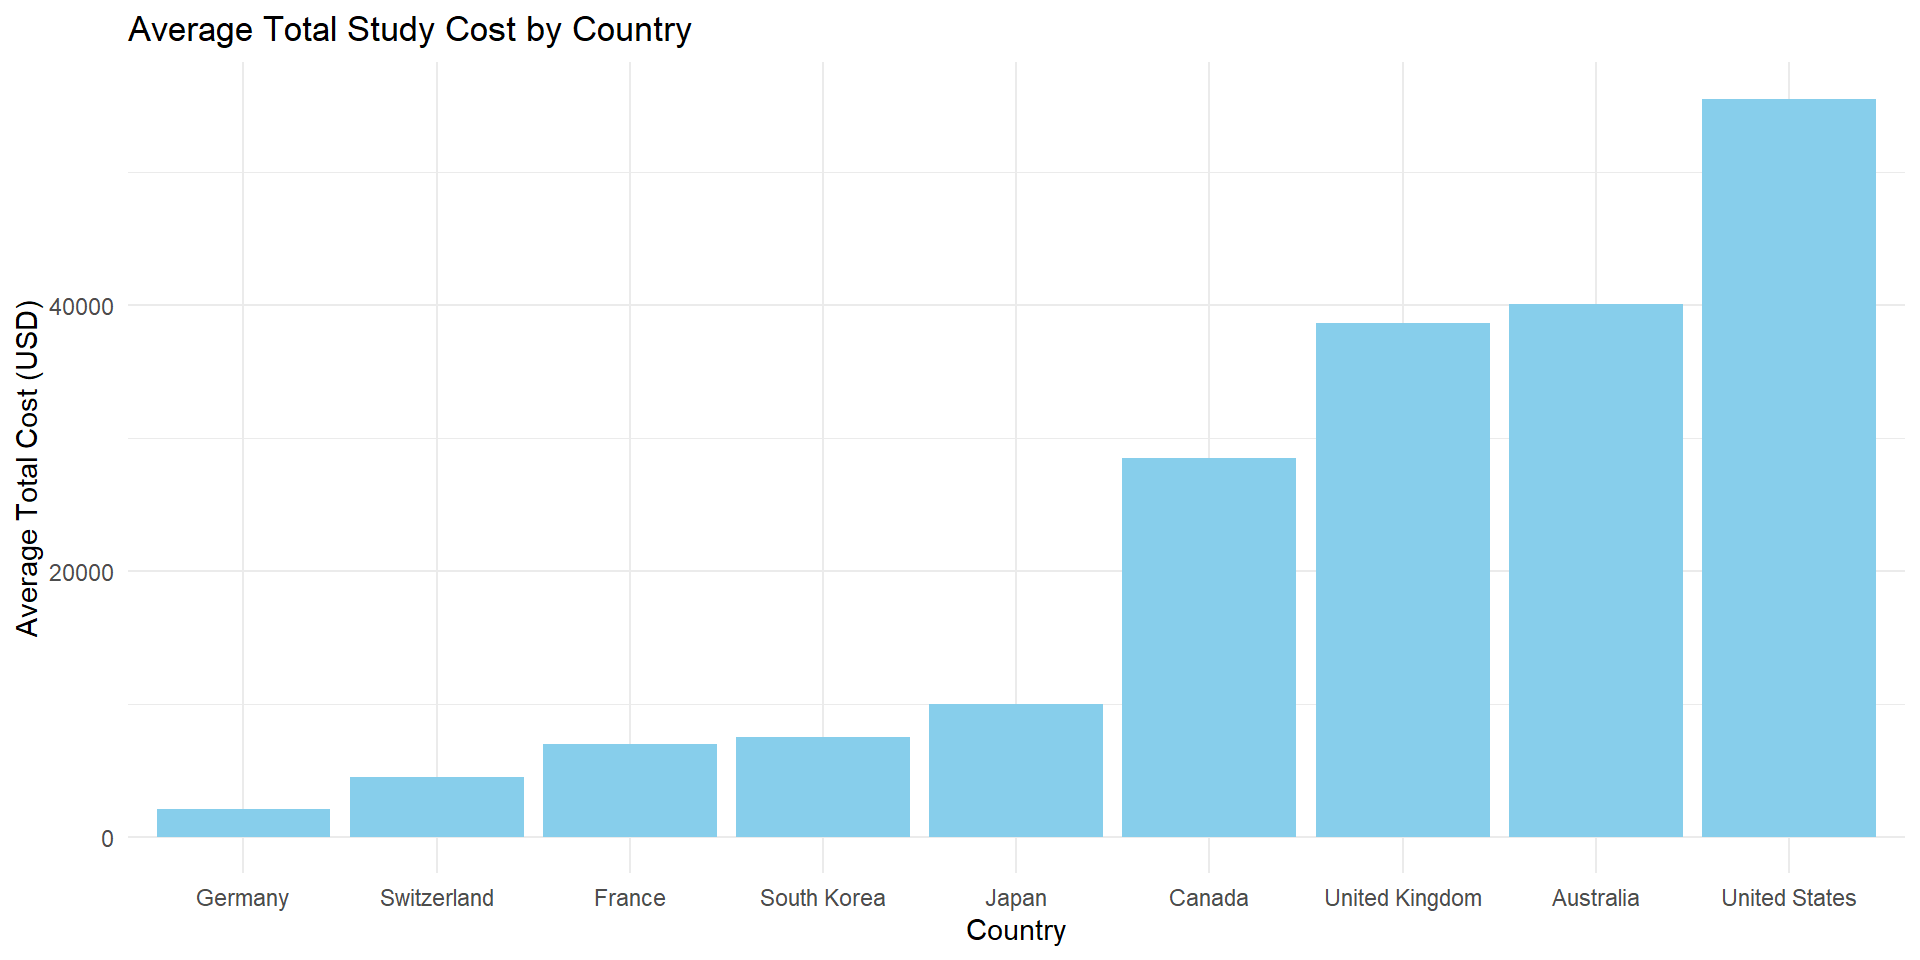 Average Total Study Cost by Country
Average Total Cost (USD)
40000
20000
0
Germany Switzerland France South Korea Japan Canada United Kingdom Australia United States
Country